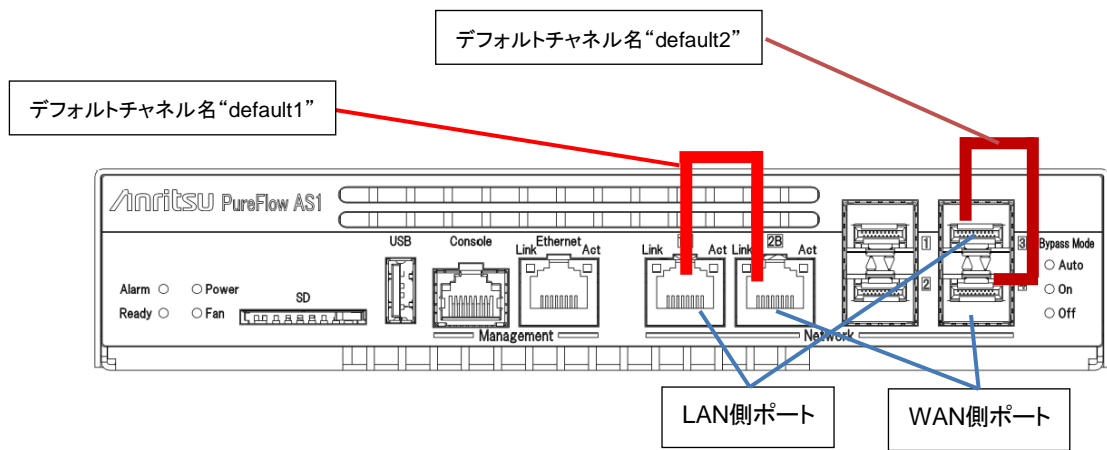 デフォルトチャネル名“default2”
デフォルトチャネル名“default1”
Anritsu PureFlow AS1
USB
Console
Ethernet
Link
Act
Link
Act
Link
2B
Act
1
2
3
Bypass Mode
Auto
On
Off
Alarm
Power
Ready
Fan
SD
Management
Network
LAN側ポート
WAN側ポート